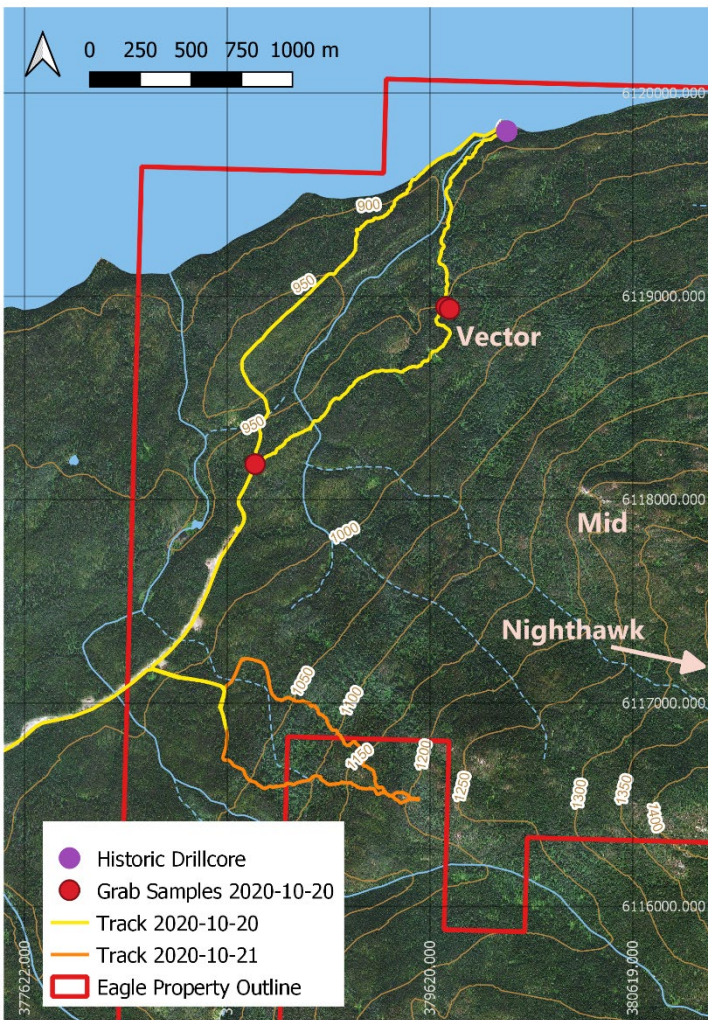 0 250 500 750 1000 m
6120000.000
900
950
6119000.000
Vector
950
6118000.000
Mid
1000
Nighthawk
1050
1100
6117000.000
1150
1200
1250
1300
1350
1400
Historic Drillcore
Grab Samples 2020-10-20
Track 2020-10-20
Track 2020-10-21
Eagle Property Outline
6116000.000
377622.000
379620.000
380619.000